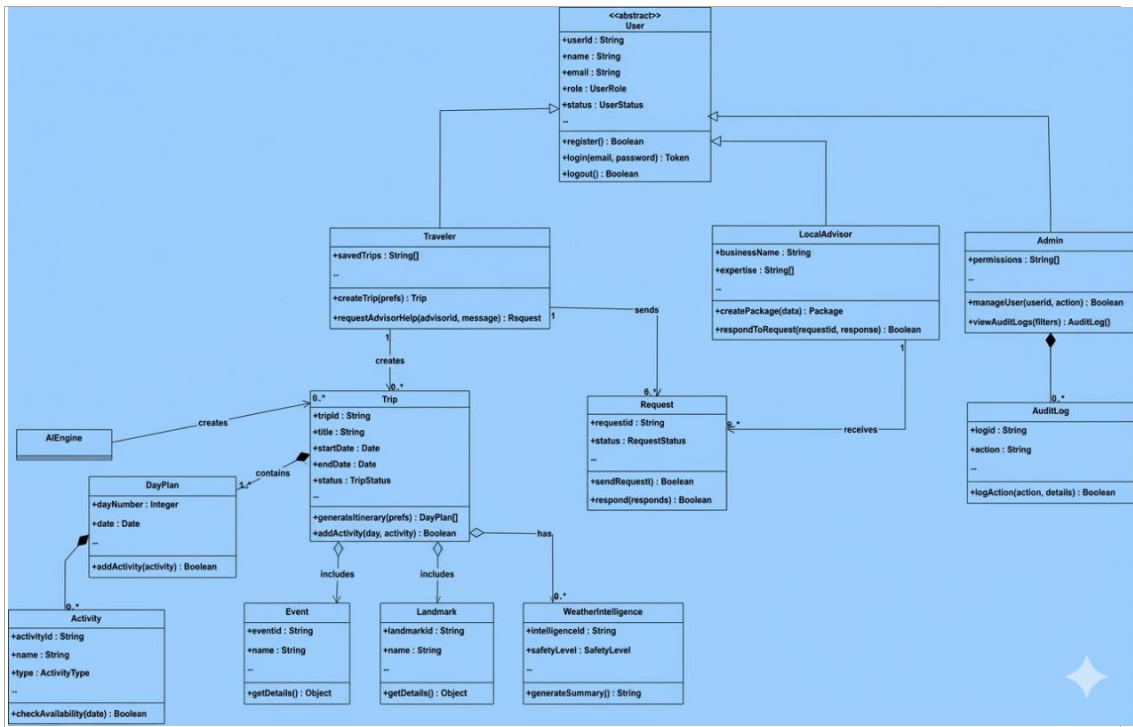 <<abstract>>
User
+userId : String
+name : String
+email : String
+role : UserRole
+status : UserStatus
...
+register() : Boolean
+login(email, password) : Token
+logout() : Boolean
Traveler
+savedTrips : String[]
...
+createTrip(prefs) : Trip
+requestAdvisorHelp(advisorid, message) : Rsquest
LocalAdvisor
+businessName : String
+expertise : String[]
...
+createPackage(data) : Package
+respondToRequest(requestid, response) : Boolean
Admin
+permissions : String[]
...
+manageUser(userid, action) : Boolean
+viewAuditLogs(filters) : AuditLog()
1
sends
1
creates
0..*
1
6..*
0..*
receives
0..*
AIEngine
creates
0..*
Trip
+tripId : String
+title : String
+startDate : Date
+endDate : Date
+status : TripStatus
...
+generateItinerary(prefs) : DayPlan[]
+addActivity(day, activity) : Boolean
Request
+requestid : String
+status : RequestStatus
...
+sendRequest() : Boolean
+respond(responds) : Boolean
AuditLog
+logid : String
+action : String
...
+logAction(action, details) : Boolean
contains
1..*
DayPlan
+dayNumber : Integer
+date : Date
...
+addActivity(activity) : Boolean
includes
includes
has
0..*
0..*
Activity
+activityId : String
+name : String
+type : ActivityType
...
+checkAvailability(date) : Boolean
Event
+eventid : String
+name : String
...
+getDetails() : Object
Landmark
+landmarkid : String
+name : String
...
+getDetails() : Object
WeatherIntelligence
+intelligenceId : String
+safetyLevel : SafetyLevel
...
+generateSummary() : String